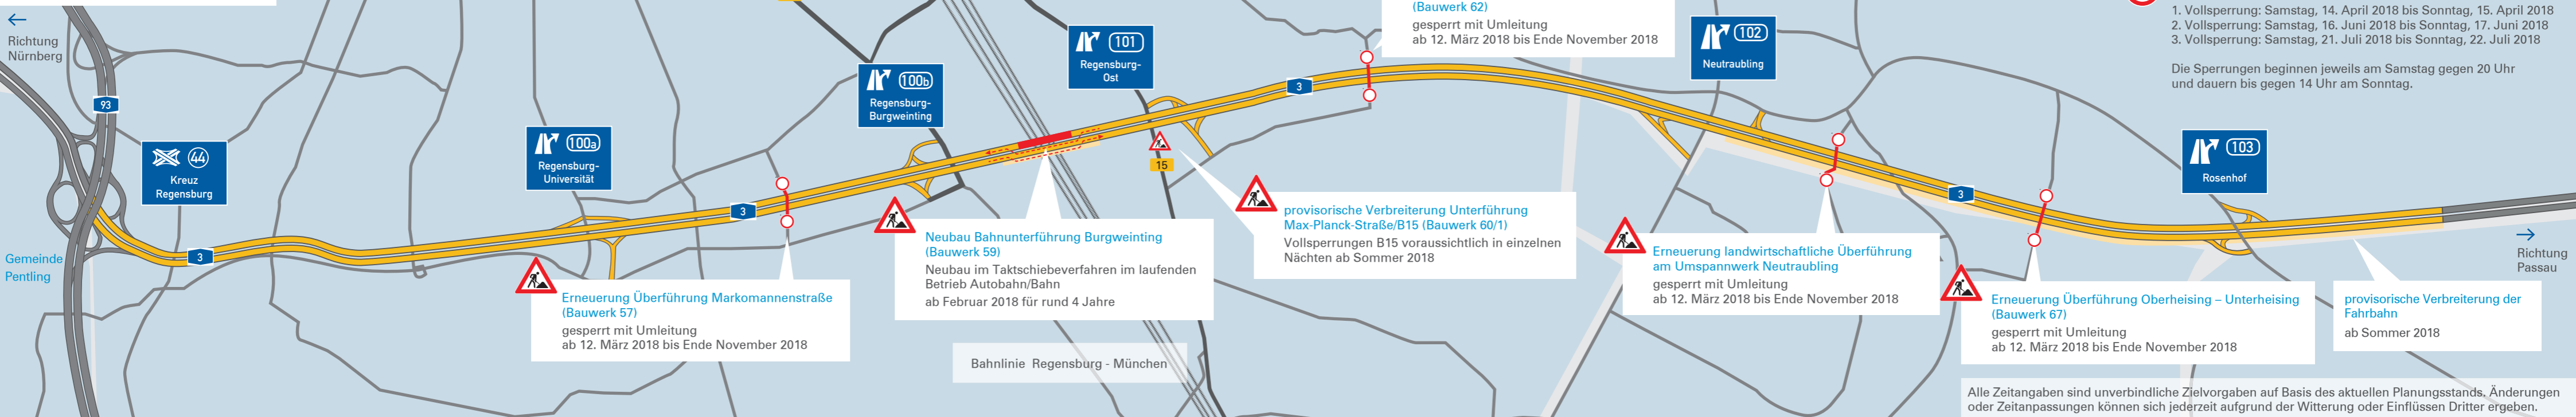 Richtung
Nürnberg
93
44
Kreuz
Regensburg
Gemeinde
Pentling
3
100a
Regensburg-
Universität
Erneuerung Überführung Markomannenstraße
(Bauwerk 57)
gesperrt mit Umleitung
ab 12. März 2018 bis Ende November 2018
3
100b
Regensburg-
Burgweinting
Neubau Bahnunterführung Burgweinting
(Bauwerk 59)
Neubau im Taktschiebeverfahren im laufenden
Betrieb Autobahn/Bahn
ab Februar 2018 für rund 4 Jahre
Bahnlinie Regensburg - München
101
Regensburg-
Ost
15
provisorische Verbreiterung Unterführung
Max-Planck-Straße/B15 (Bauwerk 60/1)
Vollsperrungen B15 voraussichtlich in einzelnen
Nächten ab Sommer 2018
3
(Bauwerk 62)
gesperrt mit Umleitung
ab 12. März 2018 bis Ende November 2018
102
Neutraubling
Erneuerung landwirtschaftliche Überführung
am Umspannwerk Neutraubling
gesperrt mit Umleitung
ab 12. März 2018 bis Ende November 2018
3
Erneuerung Überführung Oberheising – Unterheising
(Bauwerk 67)
gesperrt mit Umleitung
ab 12. März 2018 bis Ende November 2018
1. Vollsperrung: Samstag, 14. April 2018 bis Sonntag, 15. April 2018
2. Vollsperrung: Samstag, 16. Juni 2018 bis Sonntag, 17. Juni 2018
3. Vollsperrung: Samstag, 21. Juli 2018 bis Sonntag, 22. Juli 2018
Die Sperrungen beginnen jeweils am Samstag gegen 20 Uhr
und dauern bis gegen 14 Uhr am Sonntag.
103
Rosenhof
Richtung
Passau
provisorische Verbreiterung der
Fahrbahn
ab Sommer 2018
Alle Zeitangaben sind unverbindliche Zielvorgaben auf Basis des aktuellen Planungsstands. Änderungen
oder Zeitanpassungen können sich jederzeit aufgrund der Witterung oder Einflüssen Dritter ergeben.